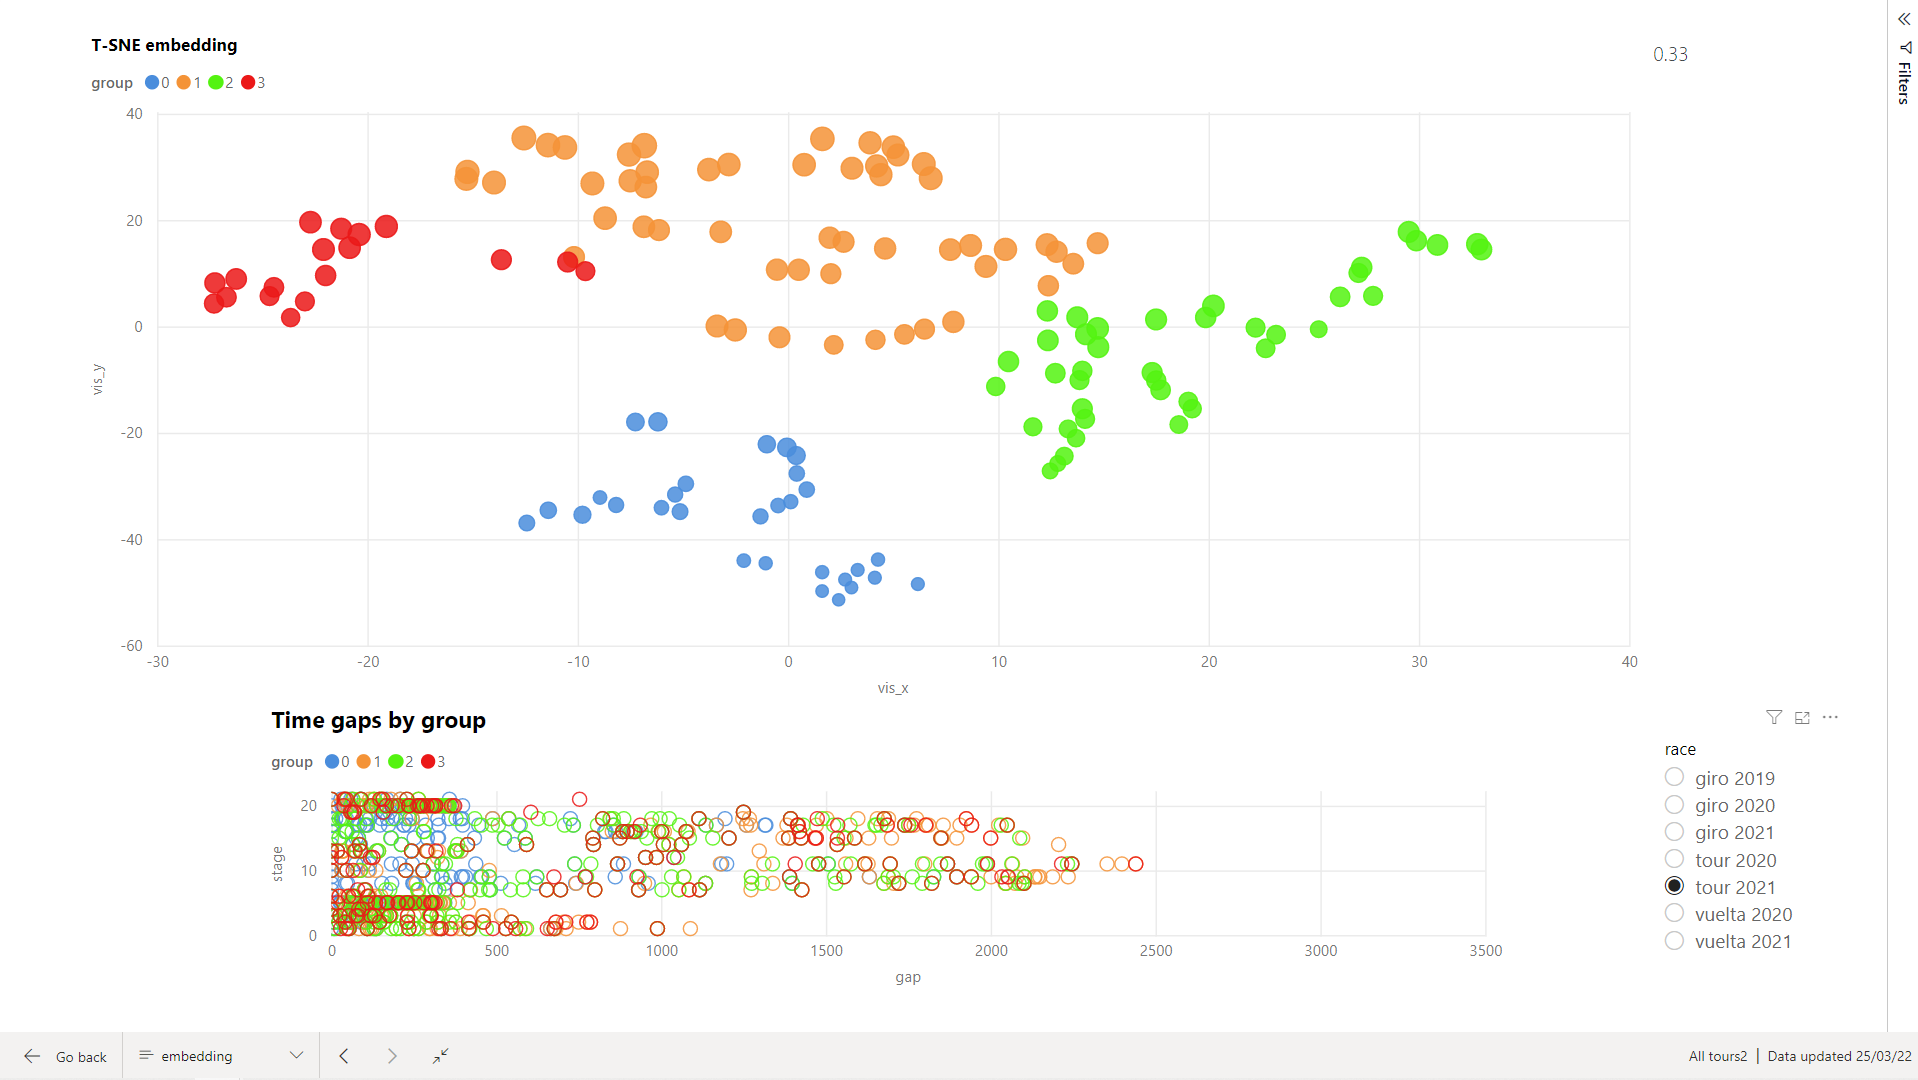 T-SNE embedding
0.33
Filters
group 0 1 2 3
40
20
0
-20
-40
-60
vis_y
-30 -20 -10 0 10 20 30 40
vis_x
Time gaps by group
group 0 1 2 3
20
10
0
stage
0 500 1000 1500 2000 2500 3000 3500
gap
race
giro 2019
giro 2020
giro 2021
tour 2020
tour 2021
vuelta 2020
vuelta 2021
Go back
embedding
All tours2 | Data updated 25/03/22